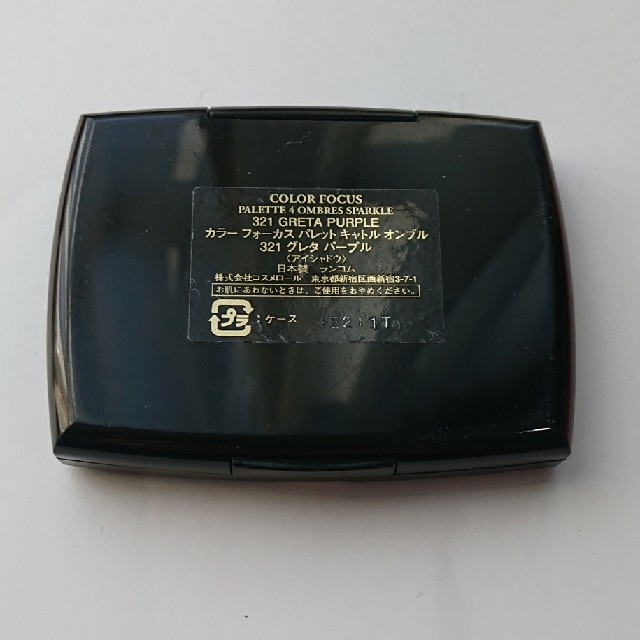 COLOR FOCUS
PALETTE 4 OMBRES SPARKLE
321 GRETA PURPLE
カラー フォーカス パレット キャトル オンブル
321 グレタ パープル
〈アイシャドウ〉
日本製 ランコム
株式会社コスメロール 東京都新宿区西新宿3-7-1
お肌にあわないときは、ご使用をおやめください。
プラ :ケース